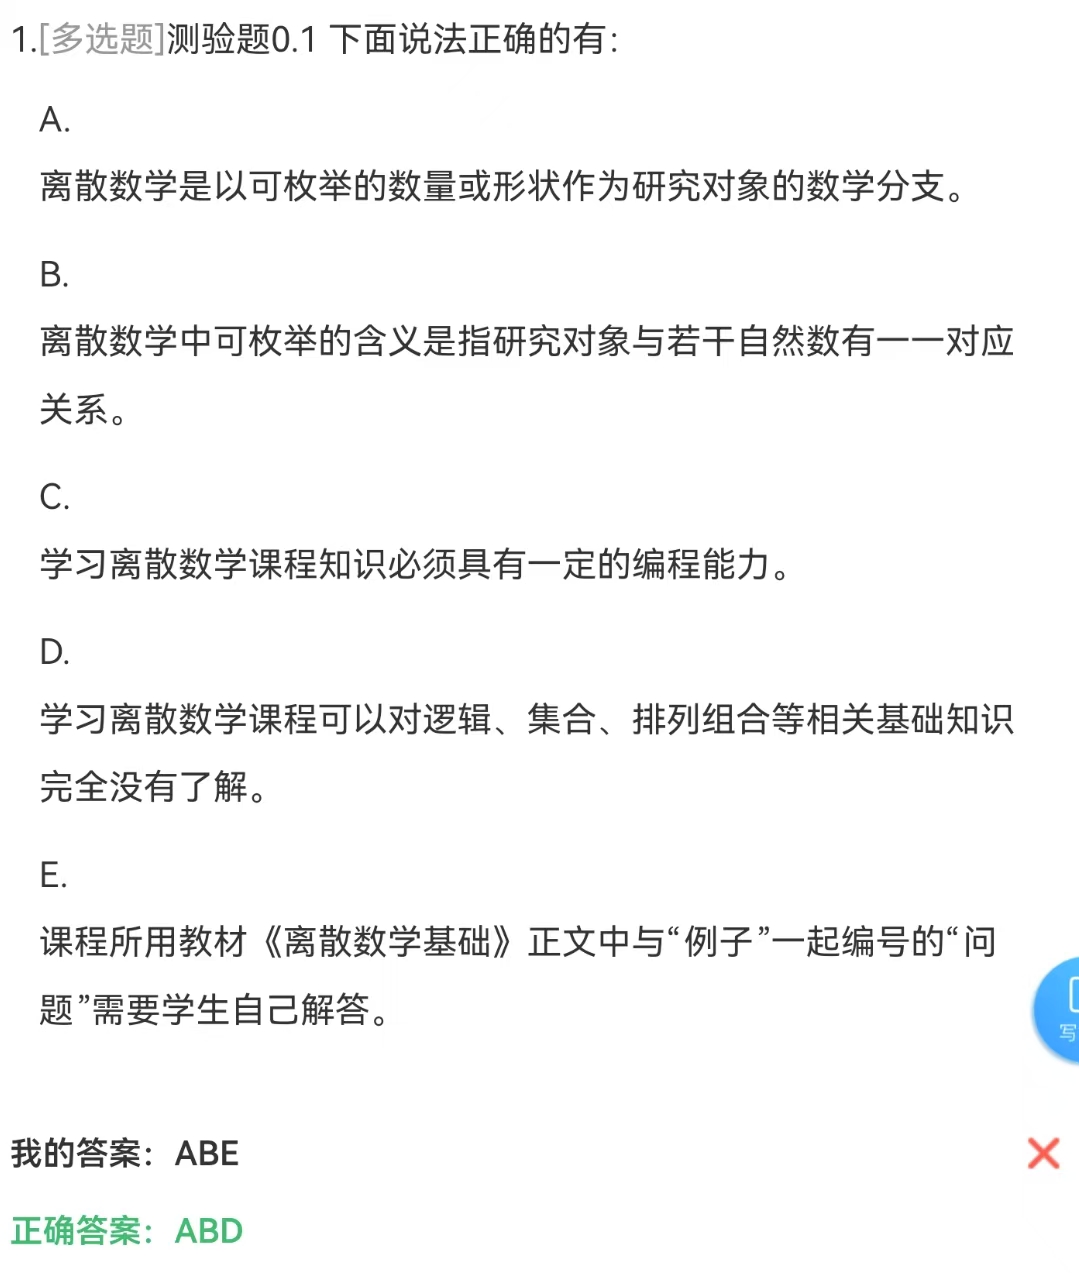 1.[多选题]测验题0.1 下面说法正确的有：
A.
离散数学是以可枚举的数量或形状作为研究对象的数学分支。
B.
离散数学中可枚举的含义是指研究对象与若干自然数有一一对应
关系。
C.
学习离散数学课程知识必须具有一定的编程能力。
D.
学习离散数学课程可以对逻辑、集合、排列组合等相关基础知识
完全没有了解。
E.
课程所用教材《离散数学基础》正文中与“例子”一起编号的“问
题”需要学生自己解答。
写
我的答案：ABE
正确答案：ABD